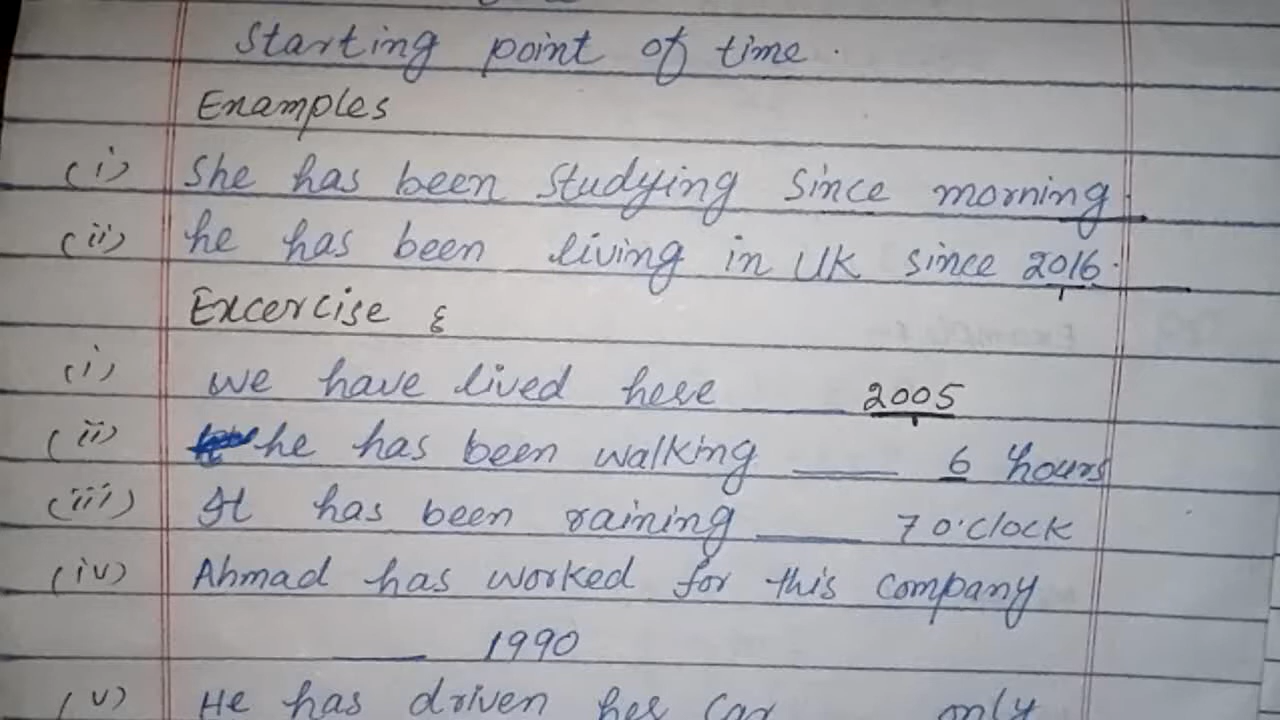 Starting point of time.
Examples
(i) She has been studying since morning.
(ii) he has been living in UK since 2016.
Excercise :
(i) we have lived here ____ 2005
(ii) he has been walking ____ 6 hours
(iii) It has been raining ____ 7 o'clock
(iv) Ahmad has worked for this company
____ 1990
(v) He has driven her car only